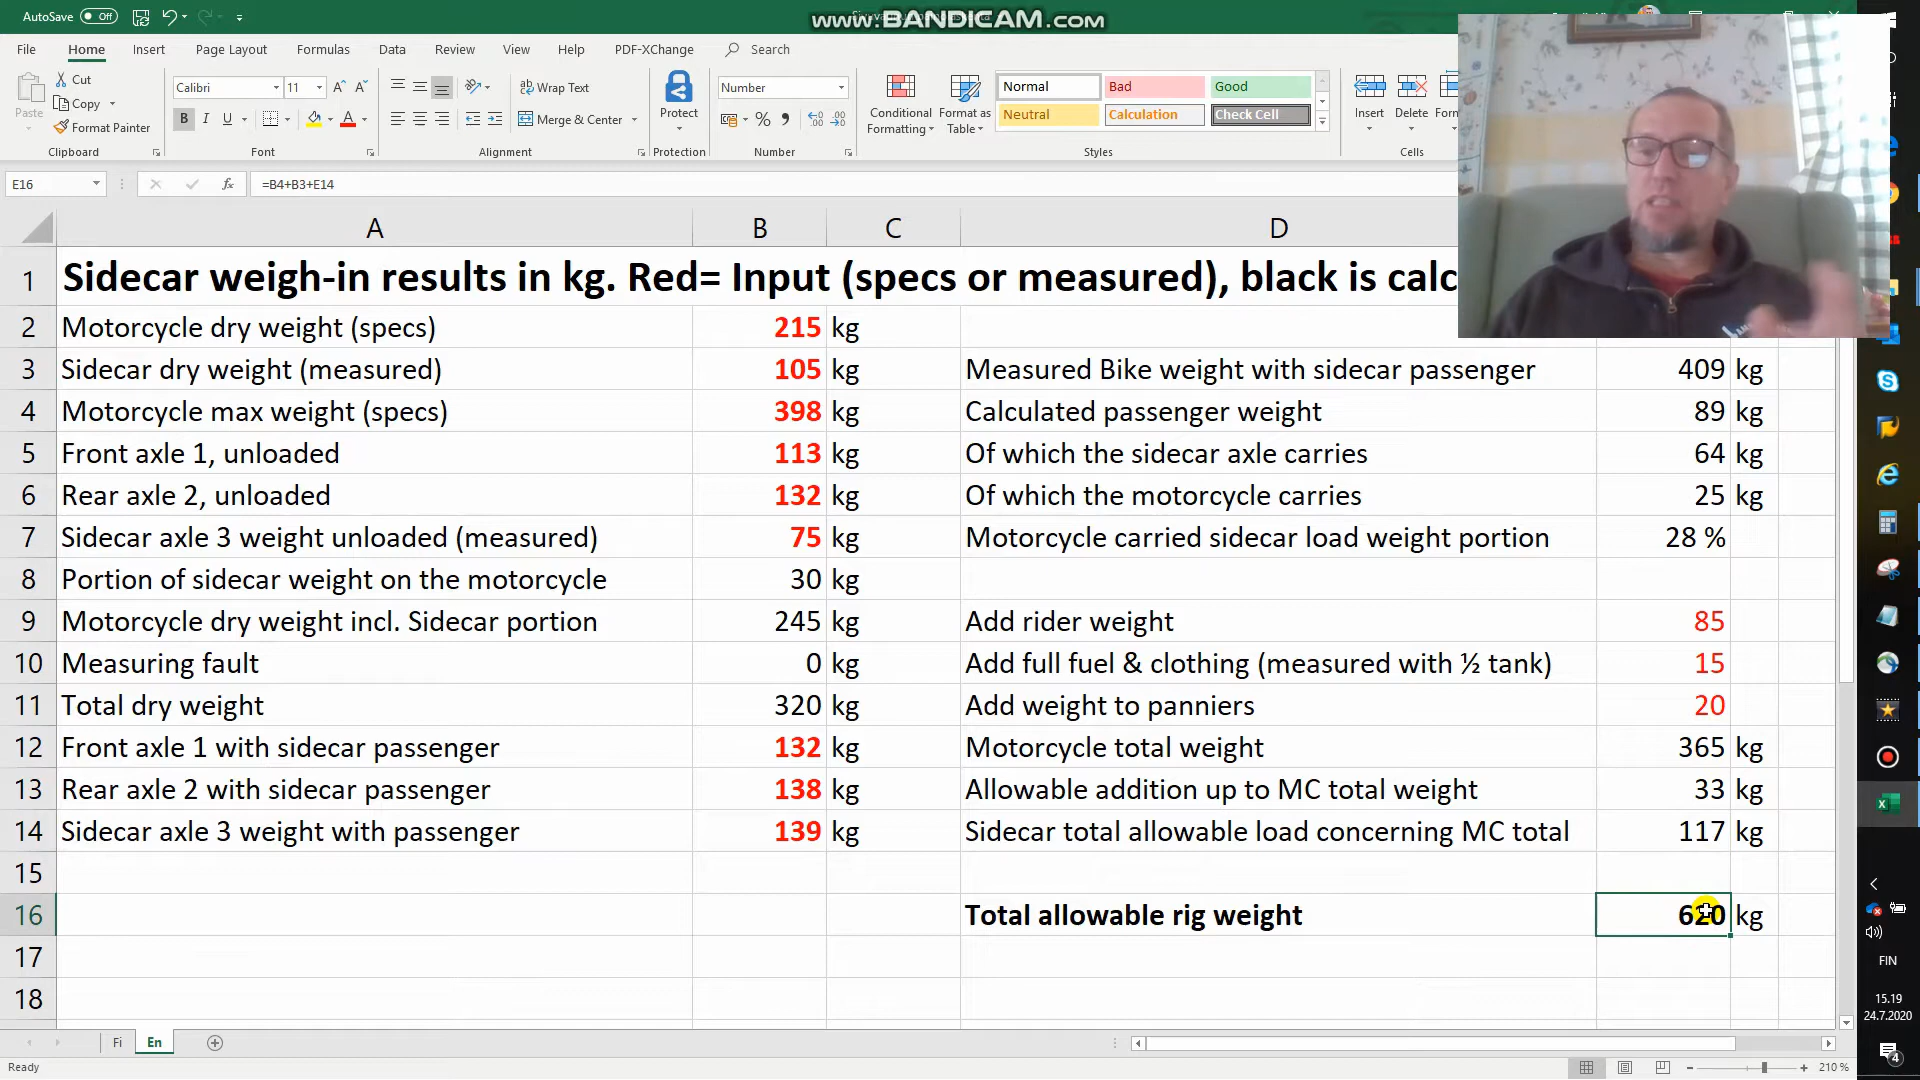 AutoSave Off
www.BANDICAM.com
File Home Insert Page Layout Formulas Data Review View Help PDF-XChange Search
Paste
Cut
Copy
Format Painter
Clipboard
Calibri 11
B I U
Font
Wrap Text
Merge & Center
Alignment
Protect
Protection
Number
Number
Conditional Formatting
Format as Table
Normal Bad Good
Neutral Calculation Check Cell
Styles
Insert Delete
Cells
E16 fx =B4+B3+E14
A B C D
1 Sidecar weigh-in results in kg. Red= Input (specs or measured), black is calc
2 Motorcycle dry weight (specs) 215 kg
3 Sidecar dry weight (measured) 105 kg Measured Bike weight with sidecar passenger 409 kg
4 Motorcycle max weight (specs) 398 kg Calculated passenger weight 89 kg
5 Front axle 1, unloaded 113 kg Of which the sidecar axle carries 64 kg
6 Rear axle 2, unloaded 132 kg Of which the motorcycle carries 25 kg
7 Sidecar axle 3 weight unloaded (measured) 75 kg Motorcycle carried sidecar load weight portion 28 %
8 Portion of sidecar weight on the motorcycle 30 kg
9 Motorcycle dry weight incl. Sidecar portion 245 kg Add rider weight 85
10 Measuring fault 0 kg Add full fuel & clothing (measured with ½ tank) 15
11 Total dry weight 320 kg Add weight to panniers 20
12 Front axle 1 with sidecar passenger 132 kg Motorcycle total weight 365 kg
13 Rear axle 2 with sidecar passenger 138 kg Allowable addition up to MC total weight 33 kg
14 Sidecar axle 3 weight with passenger 139 kg Sidecar total allowable load concerning MC total 117 kg
15
16 Total allowable rig weight 620 kg
17
18
Fi En
Ready
210 %
FIN
15.19
24.7.2020
4